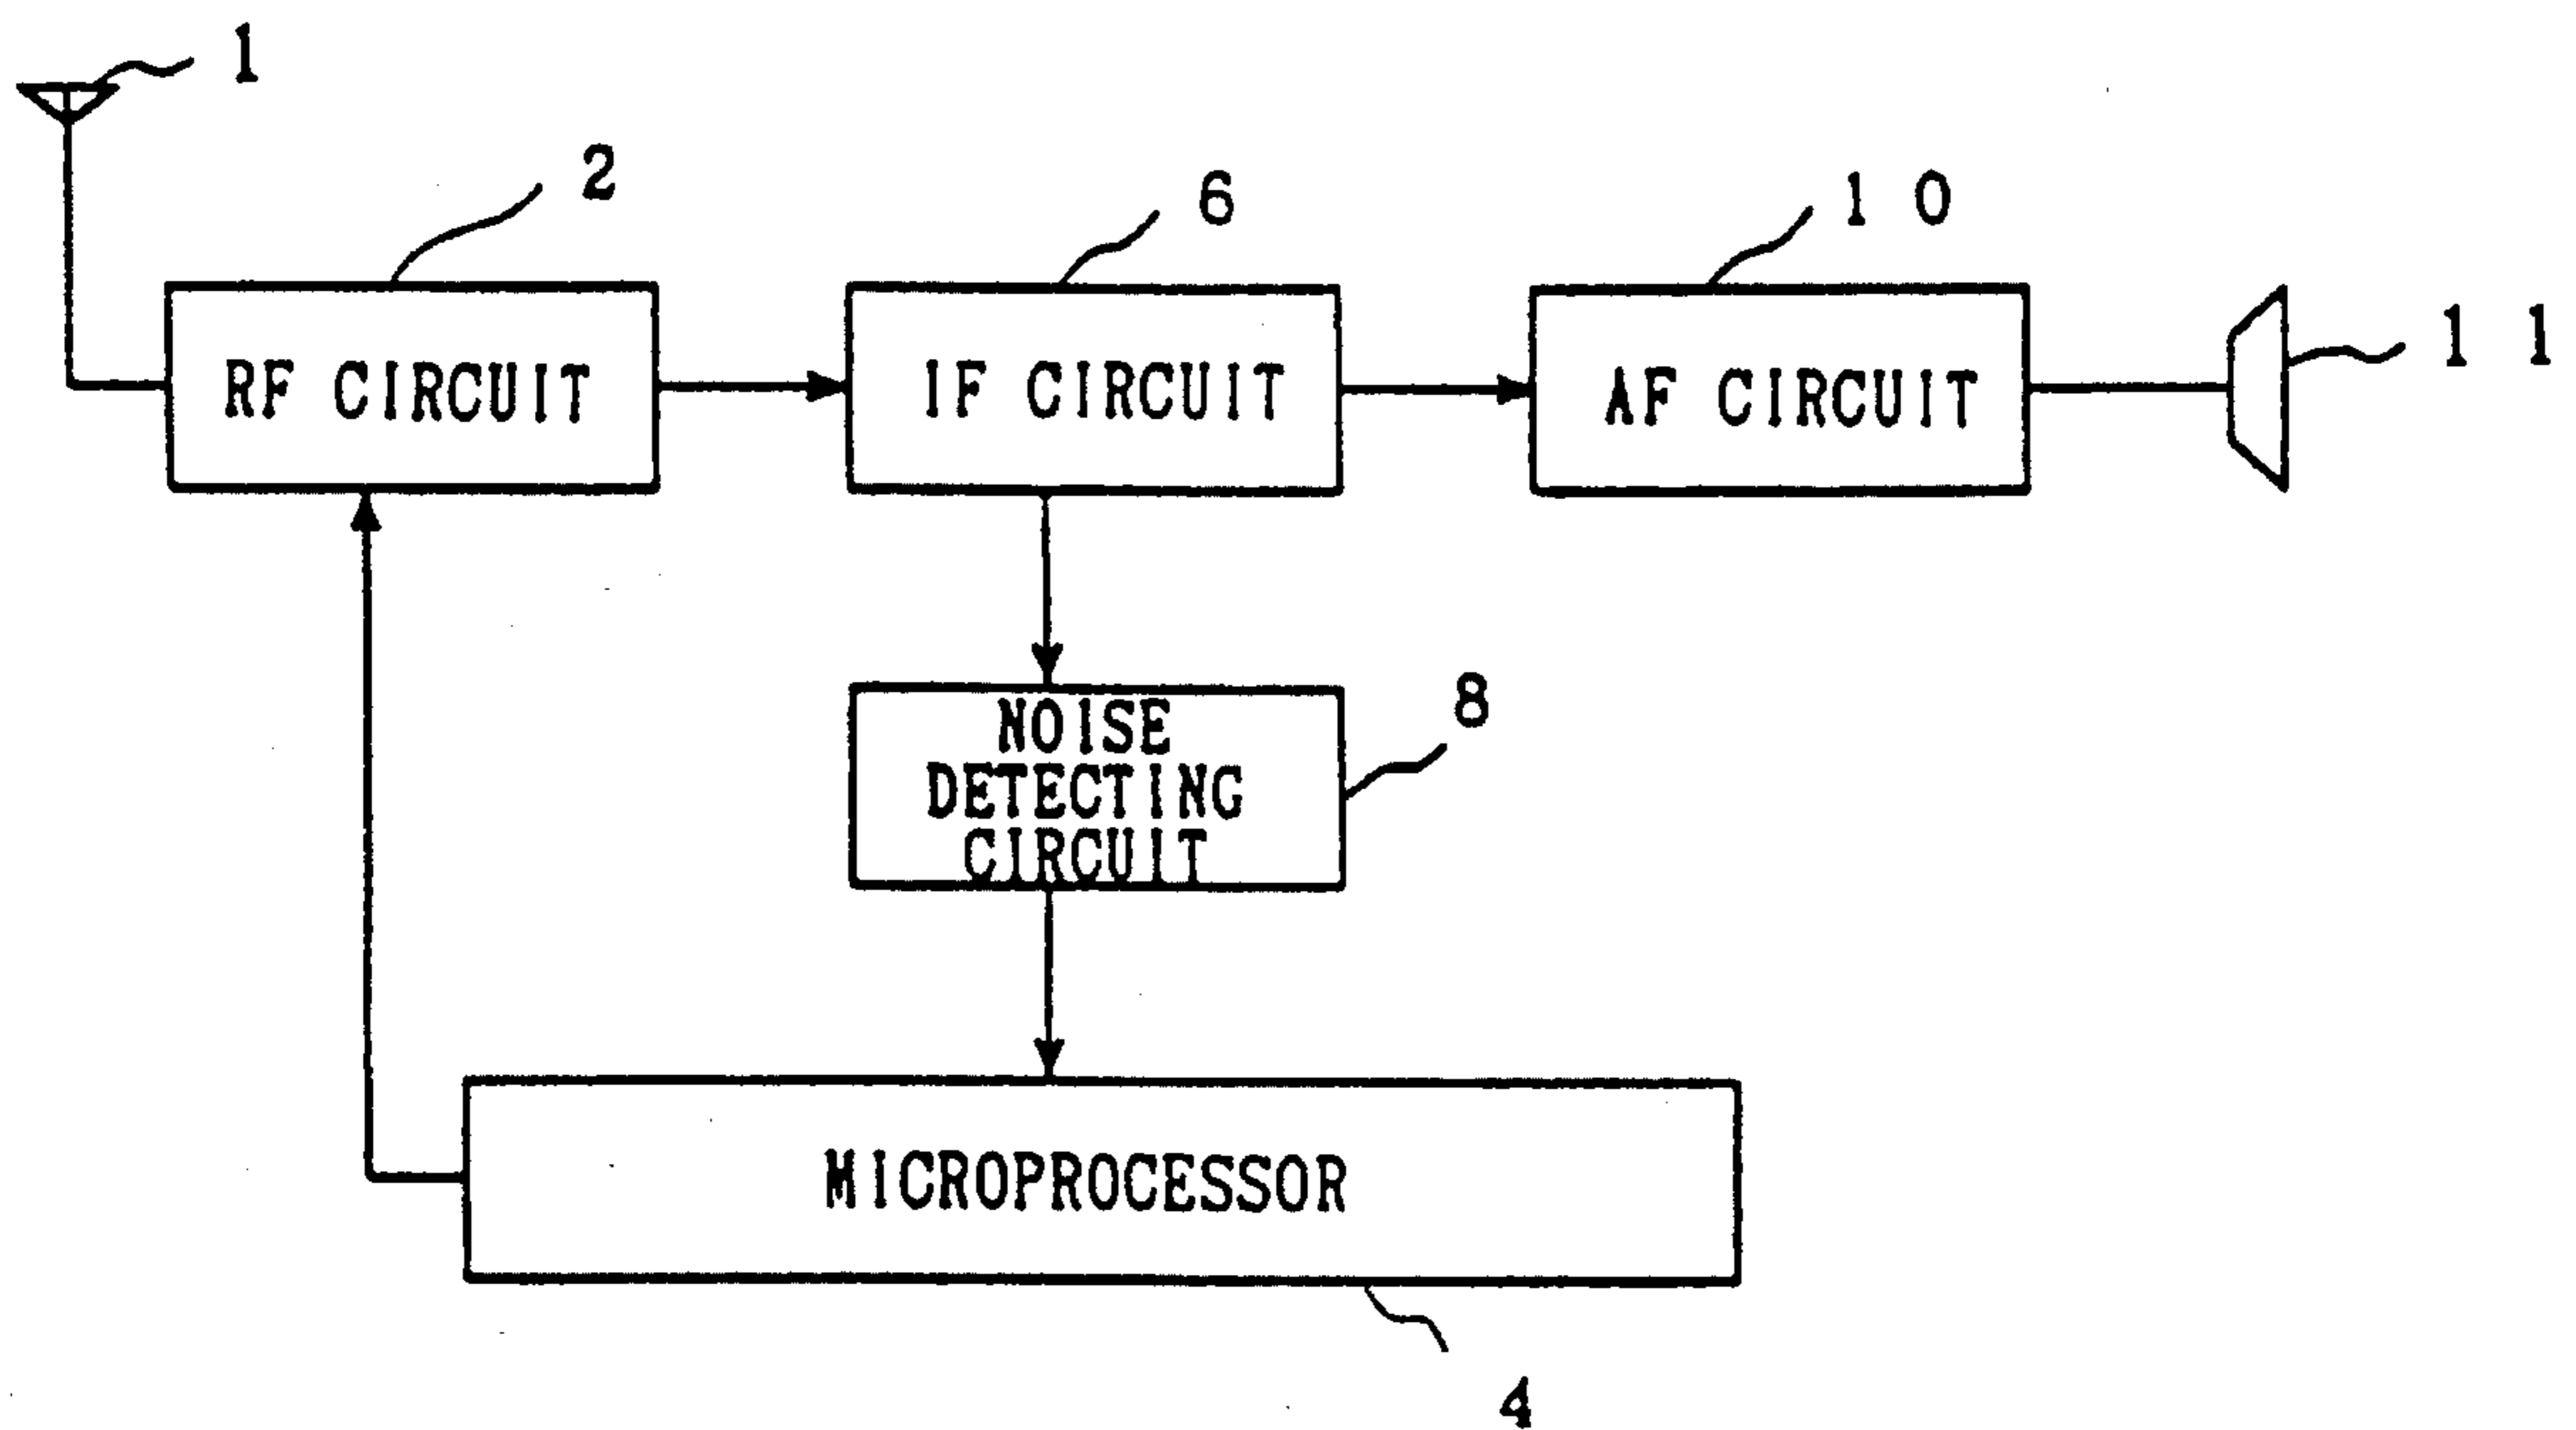 1
2
6
1 0
1 1
RF CIRCUIT
IF CIRCUIT
AF CIRCUIT
8
NOISE
DETECTING
CIRCUIT
MICROPROCESSOR
4